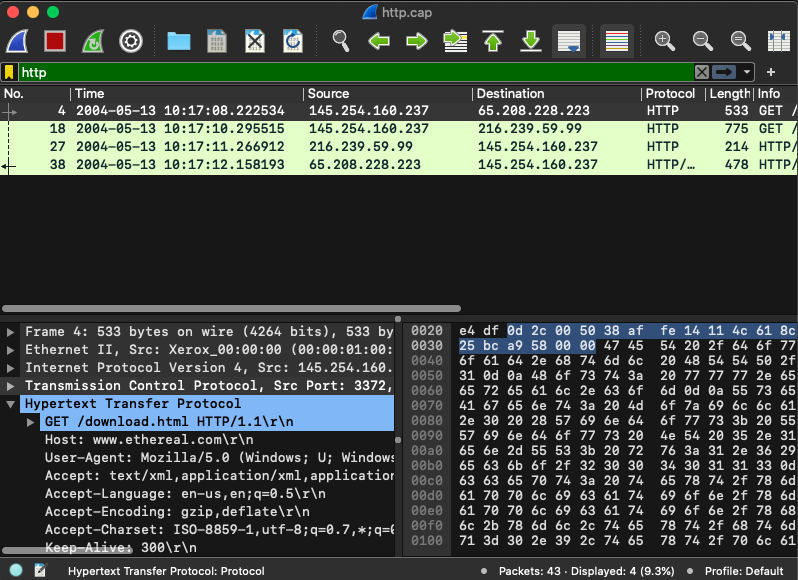 http.cap
http
No. Time Source Destination Protocol Length Info
4 2004-05-13 10:17:08.222534 145.254.160.237 65.208.228.223 HTTP 533 GET /
18 2004-05-13 10:17:10.295515 145.254.160.237 216.239.59.99 HTTP 775 GET /
27 2004-05-13 10:17:11.266912 216.239.59.99 145.254.160.237 HTTP 214 HTTP/
38 2004-05-13 10:17:12.158193 65.208.228.223 145.254.160.237 HTTP/… 478 HTTP/
Frame 4: 533 bytes on wire (4264 bits), 533 by
Ethernet II, Src: Xerox_00:00:00 (00:00:01:00:
Internet Protocol Version 4, Src: 145.254.160.
Transmission Control Protocol, Src Port: 3372,
Hypertext Transfer Protocol
GET /download.html HTTP/1.1\r\n
Host: www.ethereal.com\r\n
User-Agent: Mozilla/5.0 (Windows; U; Windows
Accept: text/xml,application/xml,application
Accept-Language: en-us,en;q=0.5\r\n
Accept-Encoding: gzip,deflate\r\n
Accept-Charset: ISO-8859-1,utf-8;q=0.7,*;q=0
Keep-Alive: 300\r\n
0020 e4 df 0d 2c 00 50 38 af fe 14 11 4c 61 8c
0030 25 bc a9 58 00 00 47 45 54 20 2f 64 6f 77
0040 6f 61 64 2e 68 74 6d 6c 20 48 54 54 50 2f
0050 31 0d 0a 48 6f 73 74 3a 20 77 77 77 2e 65
0060 65 72 65 61 6c 2e 63 6f 6d 0d 0a 55 73 65
0070 41 67 65 6e 74 3a 20 4d 6f 7a 69 6c 6c 61
0080 2e 30 20 28 57 69 6e 64 6f 77 73 3b 20 55
0090 57 69 6e 64 6f 77 73 20 4e 54 20 35 2e 31
00a0 65 6e 2d 55 53 3b 20 72 76 3a 31 2e 36 29
00b0 65 63 6b 6f 2f 32 30 30 34 30 31 31 33 0d
00c0 63 63 65 70 74 3a 20 74 65 78 74 2f 78 6d
00d0 61 70 70 6c 69 63 61 74 69 6f 6e 2f 78 6d
00e0 61 70 70 6c 69 63 61 74 69 6f 6e 2f 78 68
00f0 6c 2b 78 6d 6c 2c 74 65 78 74 2f 68 74 6d
0100 71 3d 30 2e 39 2c 74 65 78 74 2f 70 6c 61
Hypertext Transfer Protocol: Protocol
Packets: 43 · Displayed: 4 (9.3%)
Profile: Default